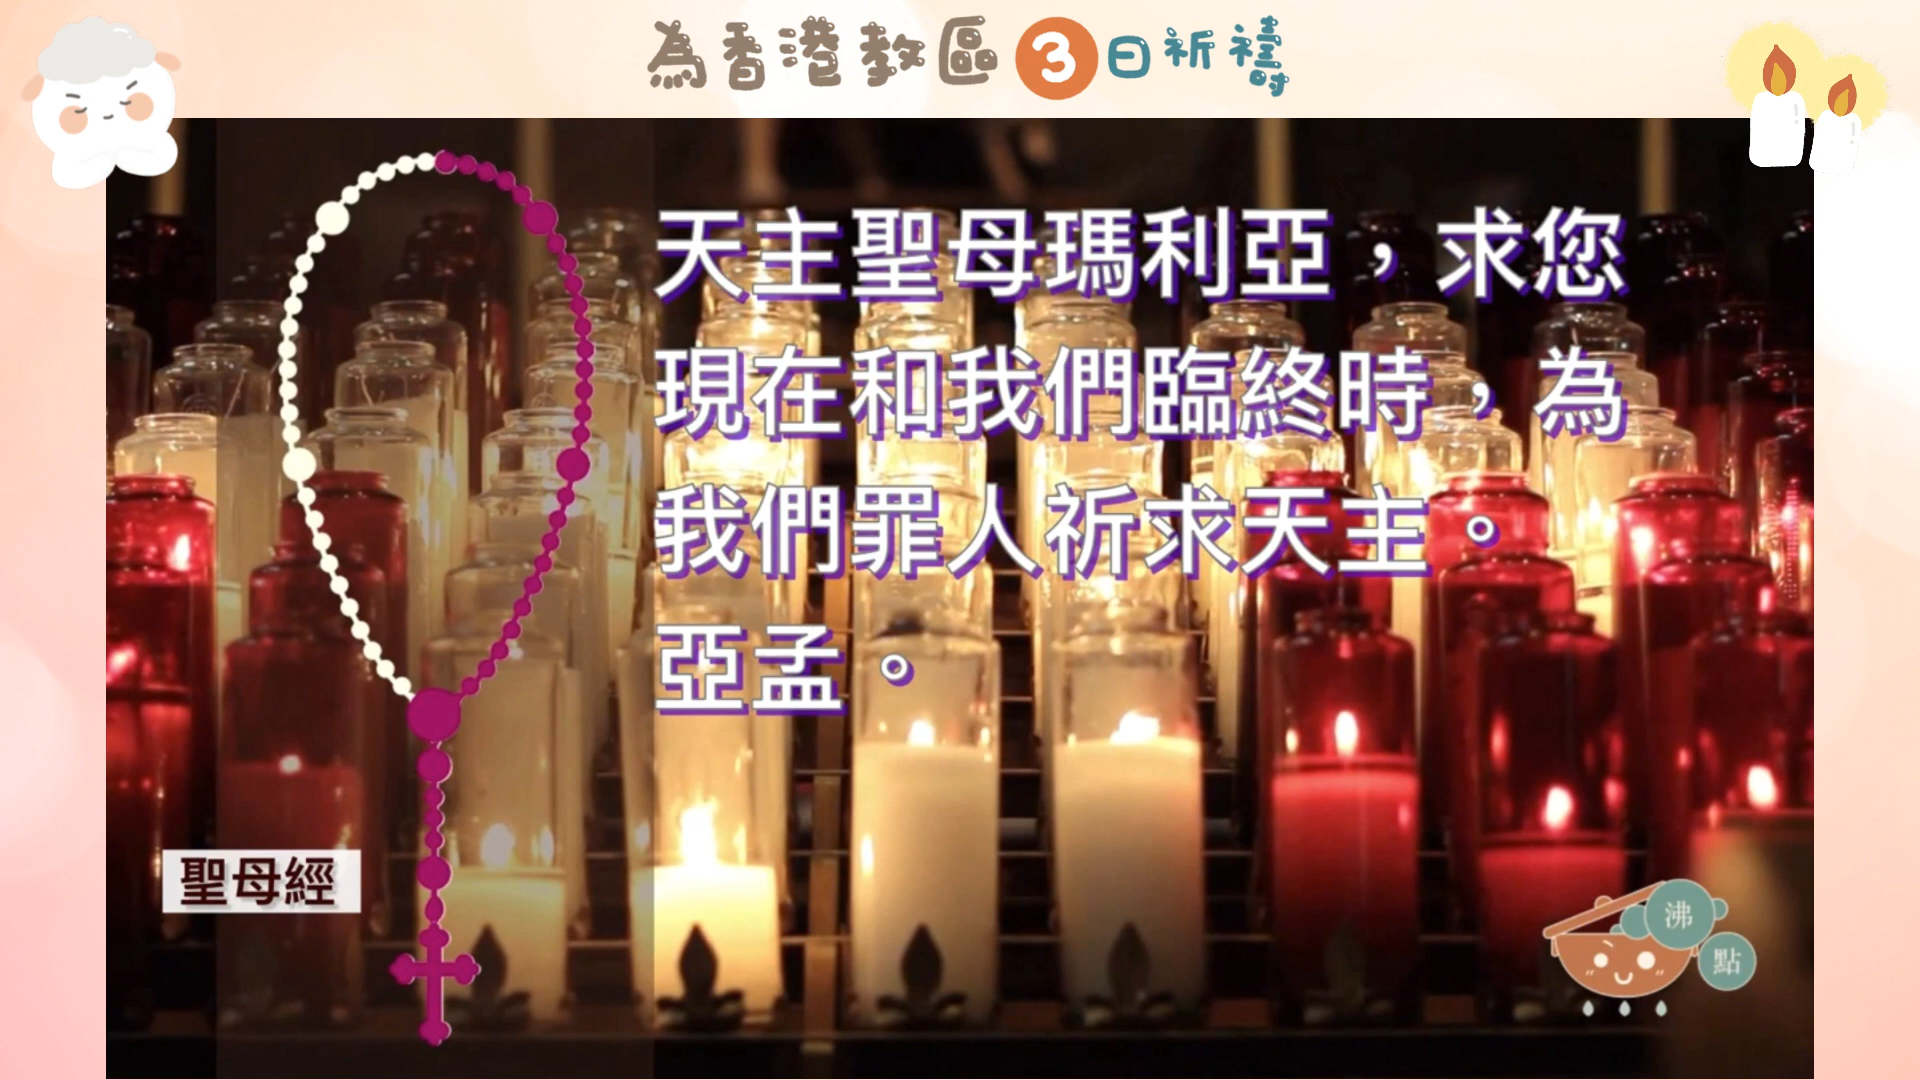 為香港教區3日祈禱
天主聖母瑪利亞，求您
現在和我們臨終時，為
我們罪人祈求天主。
亞孟。
聖母經
沸
點